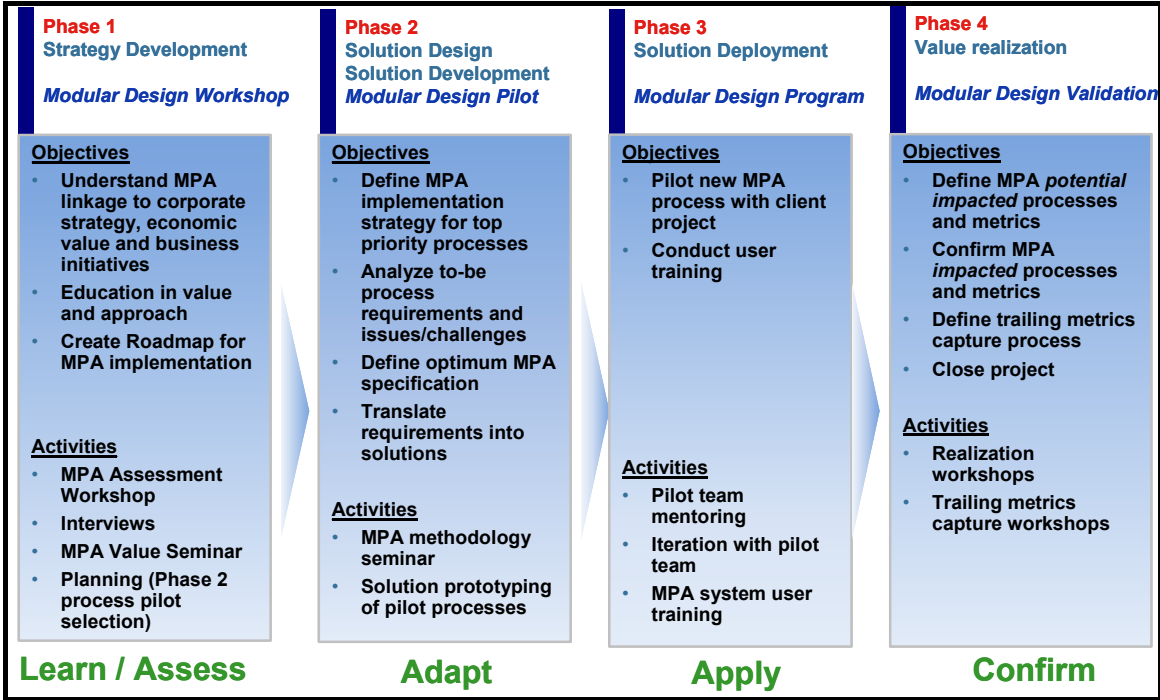 Phase 1
Strategy Development
Modular Design Workshop
Objectives
• Understand MPA
linkage to corporate
strategy, economic
value and business
initiatives
• Education in value
and approach
• Create Roadmap for
MPA implementation
Activities
• MPA Assessment
Workshop
• Interviews
• MPA Value Seminar
• Planning (Phase 2
process pilot
selection)
Learn / Assess
Phase 2
Solution Design
Solution Development
Modular Design Pilot
Objectives
• Define MPA
implementation
strategy for top
priority processes
• Analyze to-be
process
requirements and
issues/challenges
• Define optimum MPA
specification
• Translate
requirements into
solutions
Activities
• MPA methodology
seminar
• Solution prototyping
of pilot processes
Adapt
Phase 3
Solution Deployment
Modular Design Program
Objectives
• Pilot new MPA
process with client
project
• Conduct user
training
Activities
• Pilot team
mentoring
• Iteration with pilot
team
• MPA system user
training
Apply
Phase 4
Value realization
Modular Design Validation
Objectives
• Define MPA potential
impacted processes
and metrics
• Confirm MPA
impacted processes
and metrics
• Define trailing metrics
capture process
• Close project
Activities
• Realization
workshops
• Trailing metrics
capture workshops
Confirm